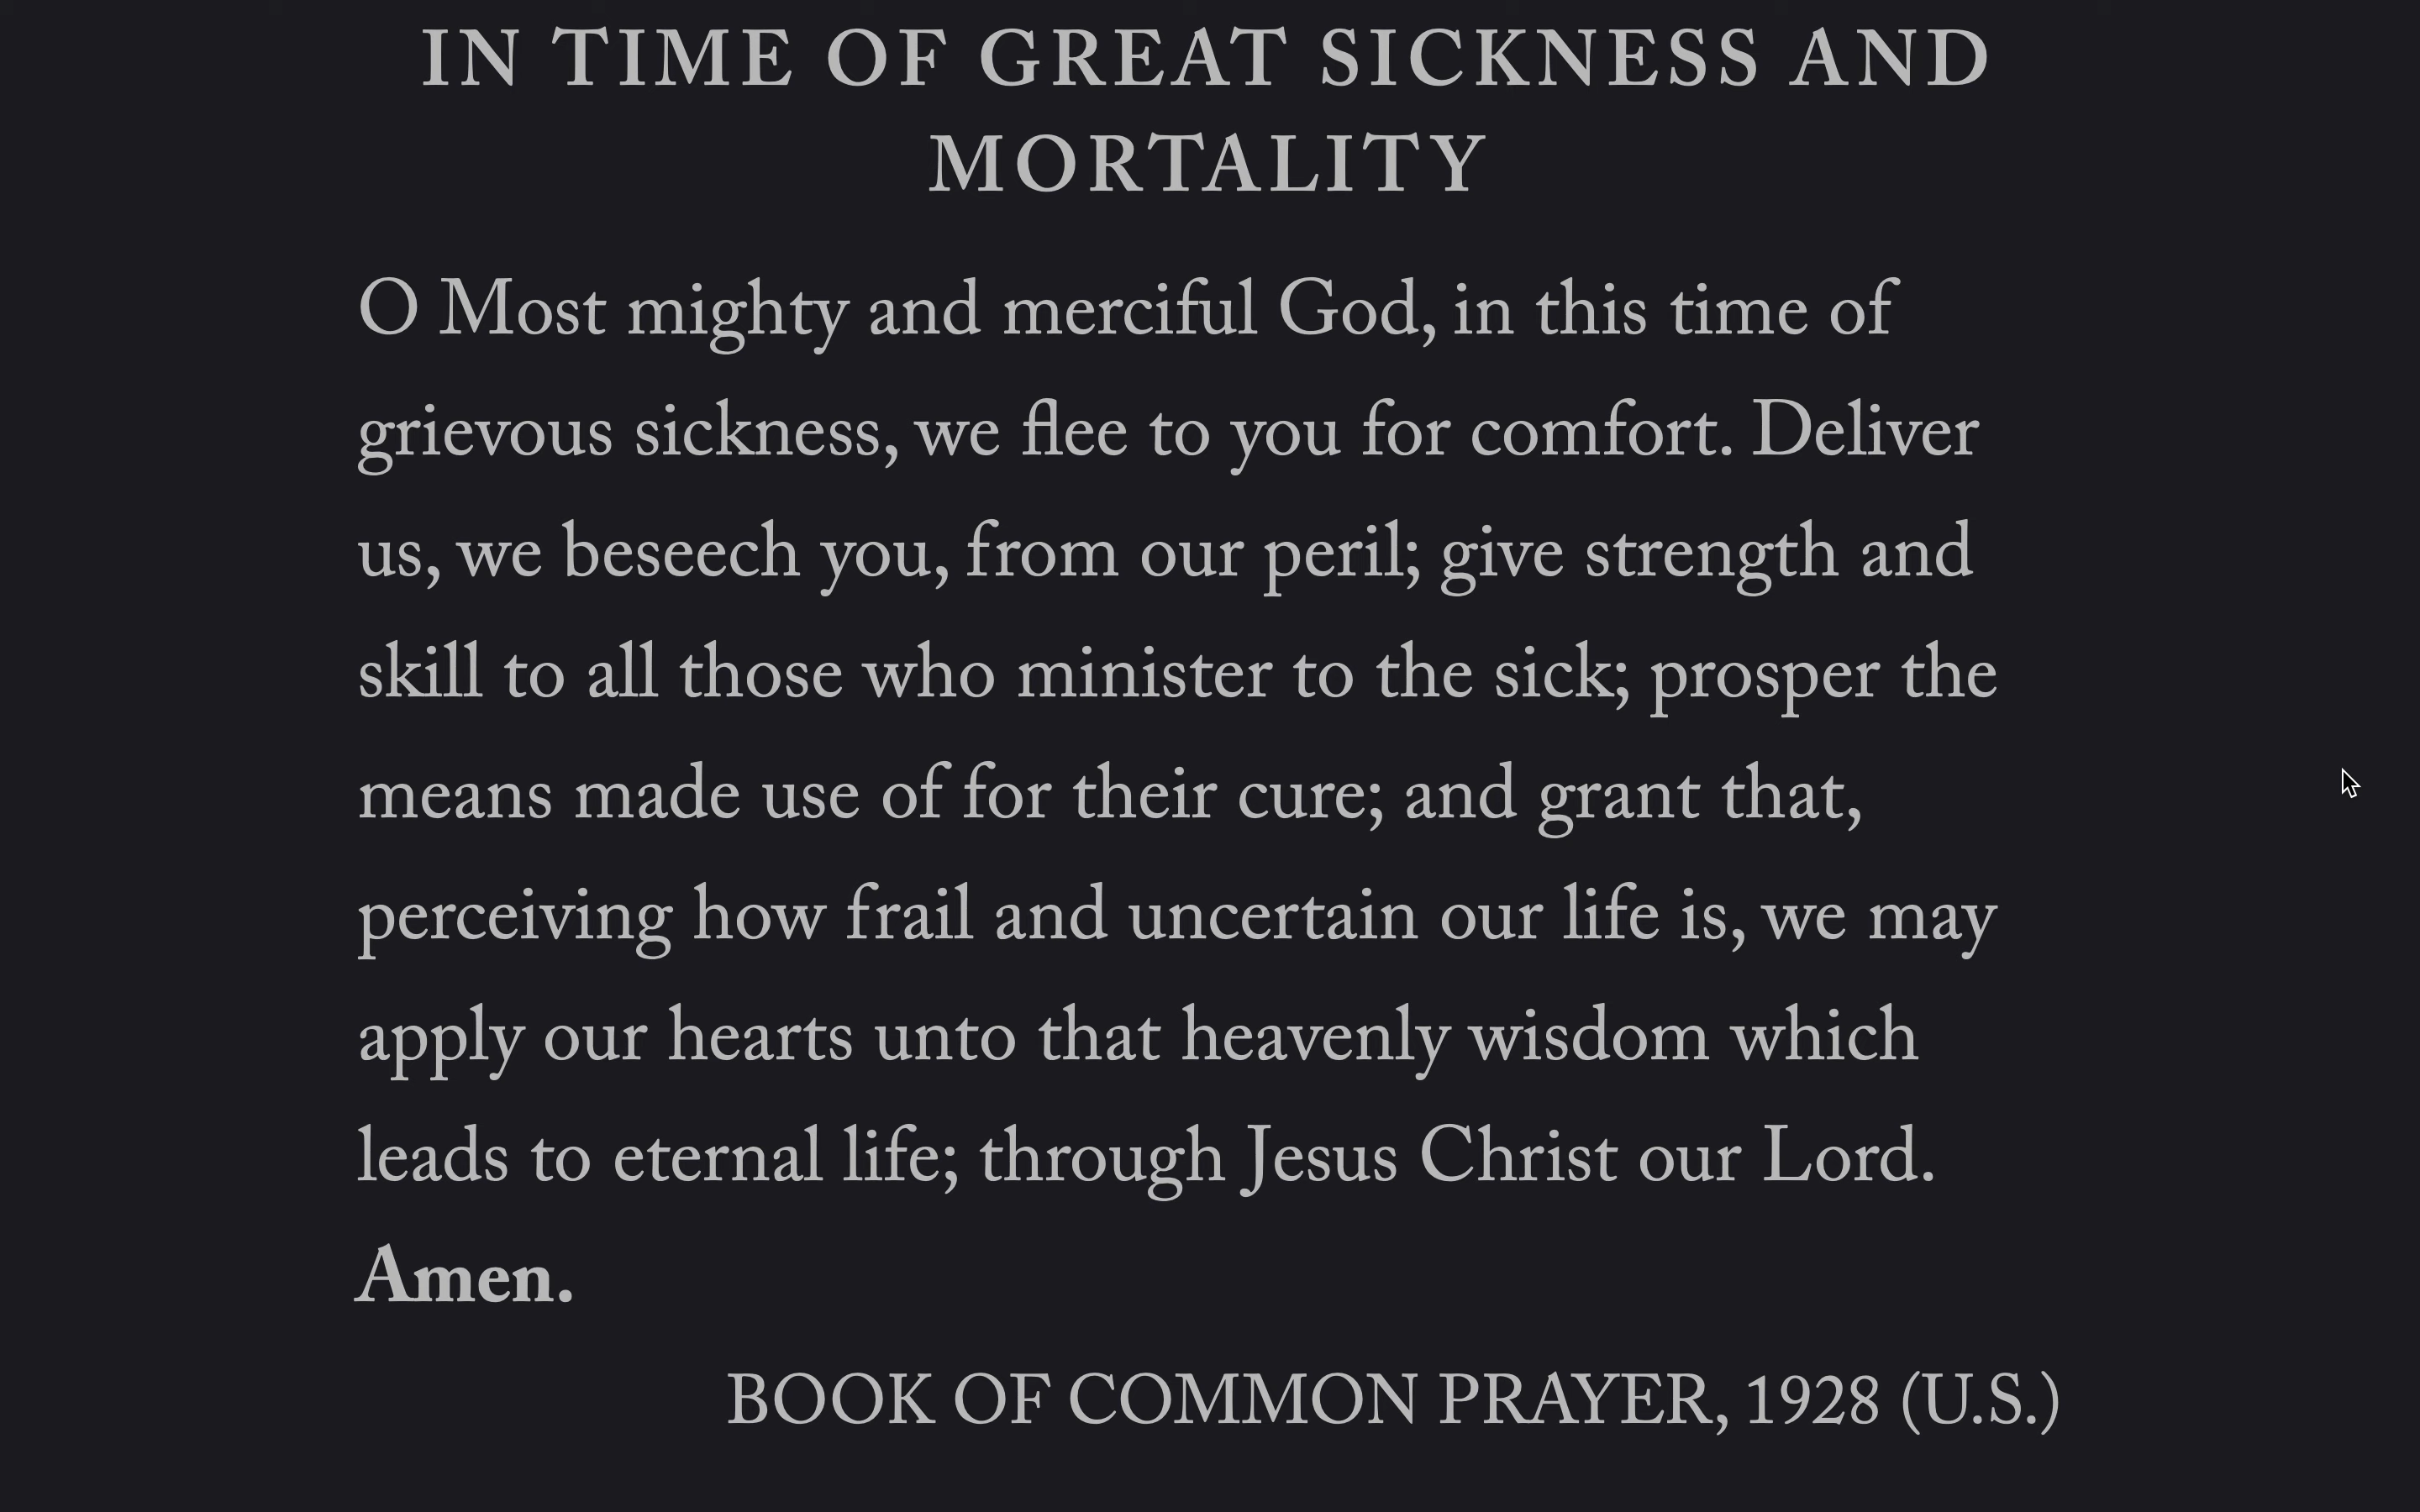 IN TIME OF GREAT SICKNESS AND
MORTALITY
O Most mighty and merciful God, in this time of
grievous sickness, we flee to you for comfort. Deliver
us, we beseech you, from our peril; give strength and
skill to all those who minister to the sick; prosper the
means made use of for their cure; and grant that,
perceiving how frail and uncertain our life is, we may
apply our hearts unto that heavenly wisdom which
leads to eternal life; through Jesus Christ our Lord.
Amen.
BOOK OF COMMON PRAYER, 1928 (U.S.)